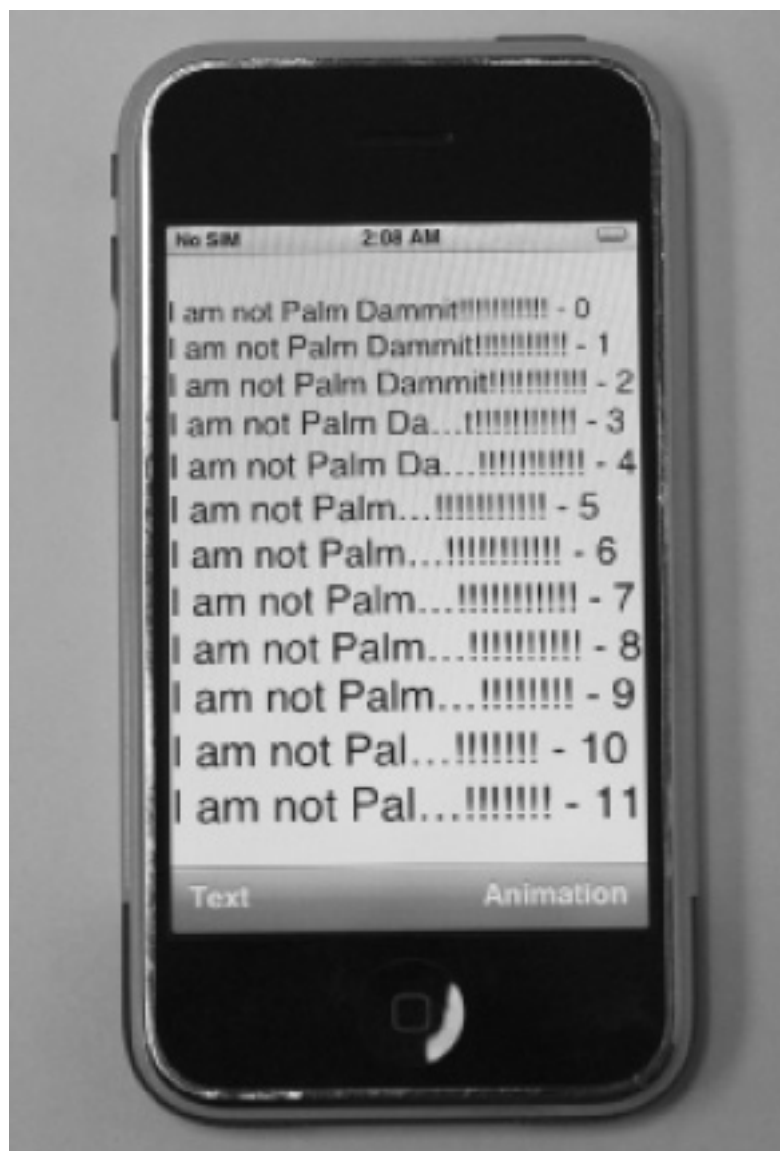 No SIM 2:08 AM
I am not Palm Dammit!!!!!!!!!!!! - 0
I am not Palm Dammit!!!!!!!!!!!! - 1
I am not Palm Dammit!!!!!!!!!!!! - 2
I am not Palm Da...t!!!!!!!!!!!! - 3
I am not Palm Da...!!!!!!!!!!!! - 4
I am not Palm...!!!!!!!!!!!! - 5
I am not Palm...!!!!!!!!!!!! - 6
I am not Palm...!!!!!!!!!!!! - 7
I am not Palm...!!!!!!!!!!! - 8
I am not Palm...!!!!!!!!! - 9
I am not Pal...!!!!!!!! - 10
I am not Pal...!!!!!!!! - 11
Text Animation